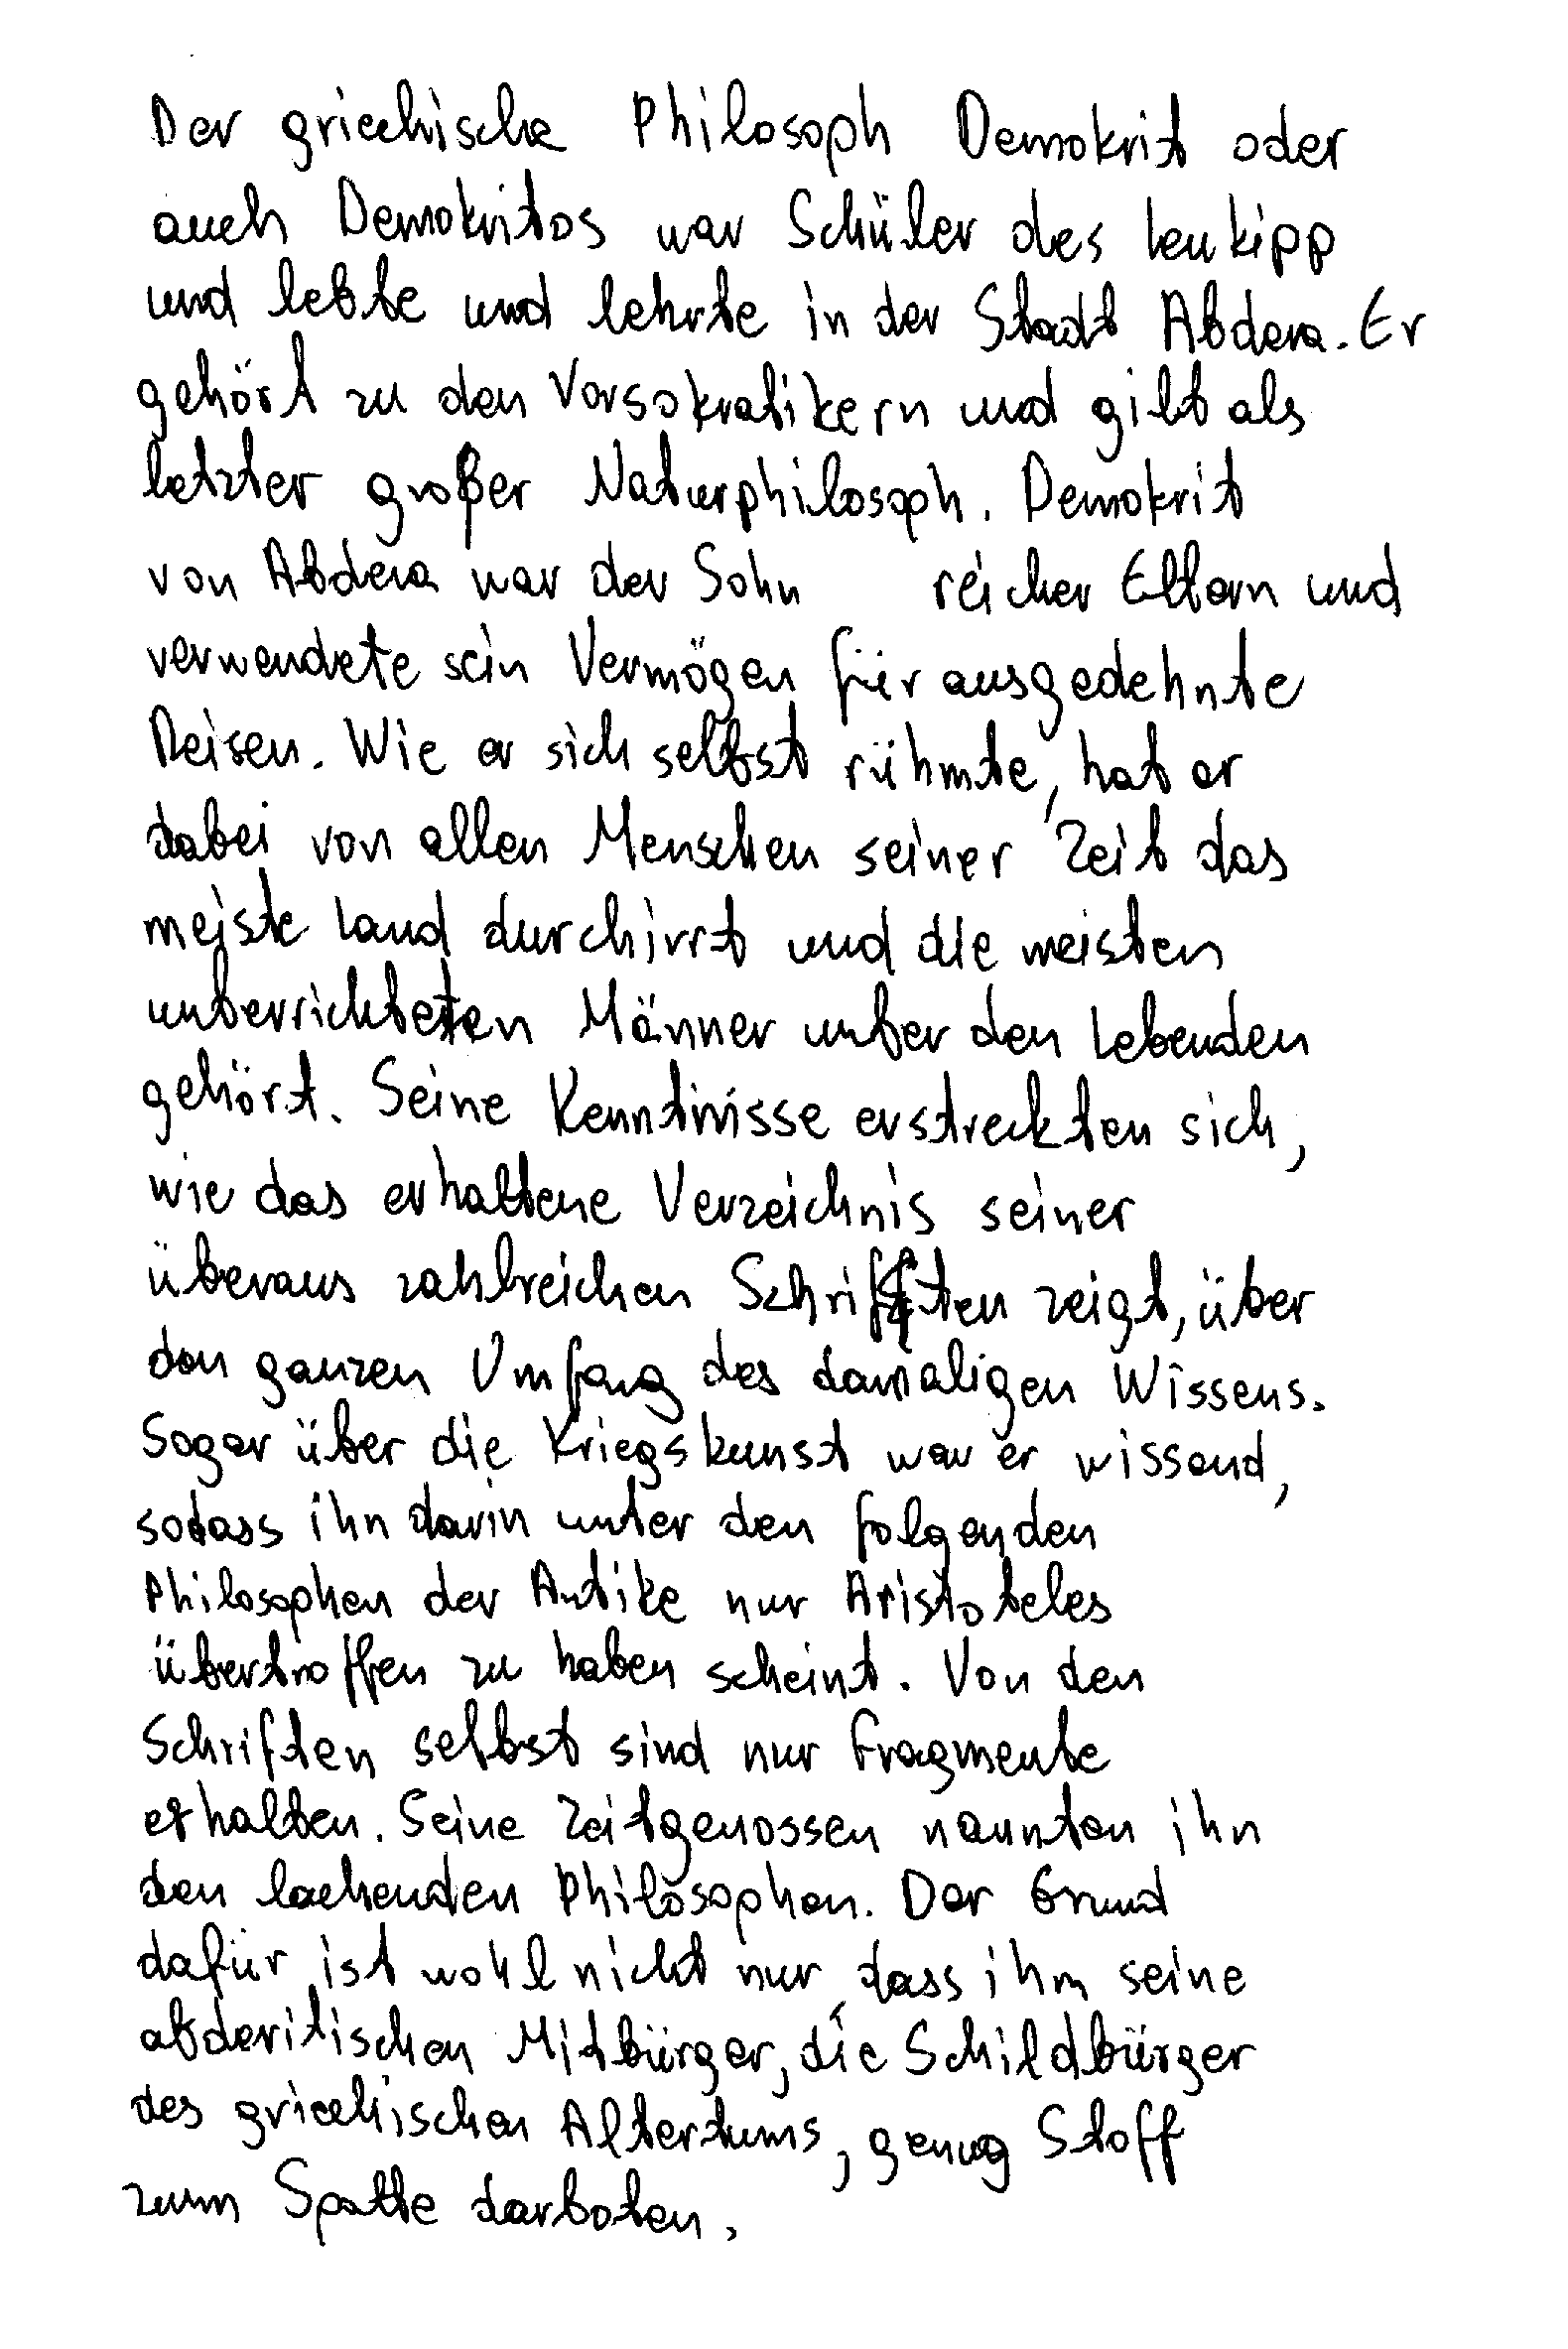 Der griechische Philosoph Demokrit oder
auch Demokritos war Schüler des Leukipp
und lebte und lehrte in der Stadt Abdera. Er
gehört zu den Vorsokratikern und gilt als
letzter großer Naturphilosoph. Demokrit
von Abdera war der Sohn reicher Eltern und
verwendete sein Vermögen für ausgedehnte
Reisen. Wie er sich selbst rühmte, hat er
dabei von allen Menschen seiner Zeit das
meiste Land durchirrt und die meisten
unterrichteten Männer unter den Lebenden
gehört. Seine Kenntnisse erstreckten sich,
wie das erhaltene Verzeichnis seiner
überaus zahlreichen Schriften zeigt, über
den ganzen Umfang des damaligen Wissens.
Sogar über die Kriegskunst war er wissend,
sodass ihn darin unter den folgenden
Philosophen der Antike nur Aristoteles
übertroffen zu haben scheint. Von den
Schriften selbst sind nur Fragmente
erhalten. Seine Zeitgenossen nannten ihn
den lachenden Philosophen. Der Grund
dafür ist wohl nicht nur, dass ihm seine
abderitischen Mitbürger, die Schildbürger
des griechischen Altertums, genug Stoff
zum Spotte darboten.